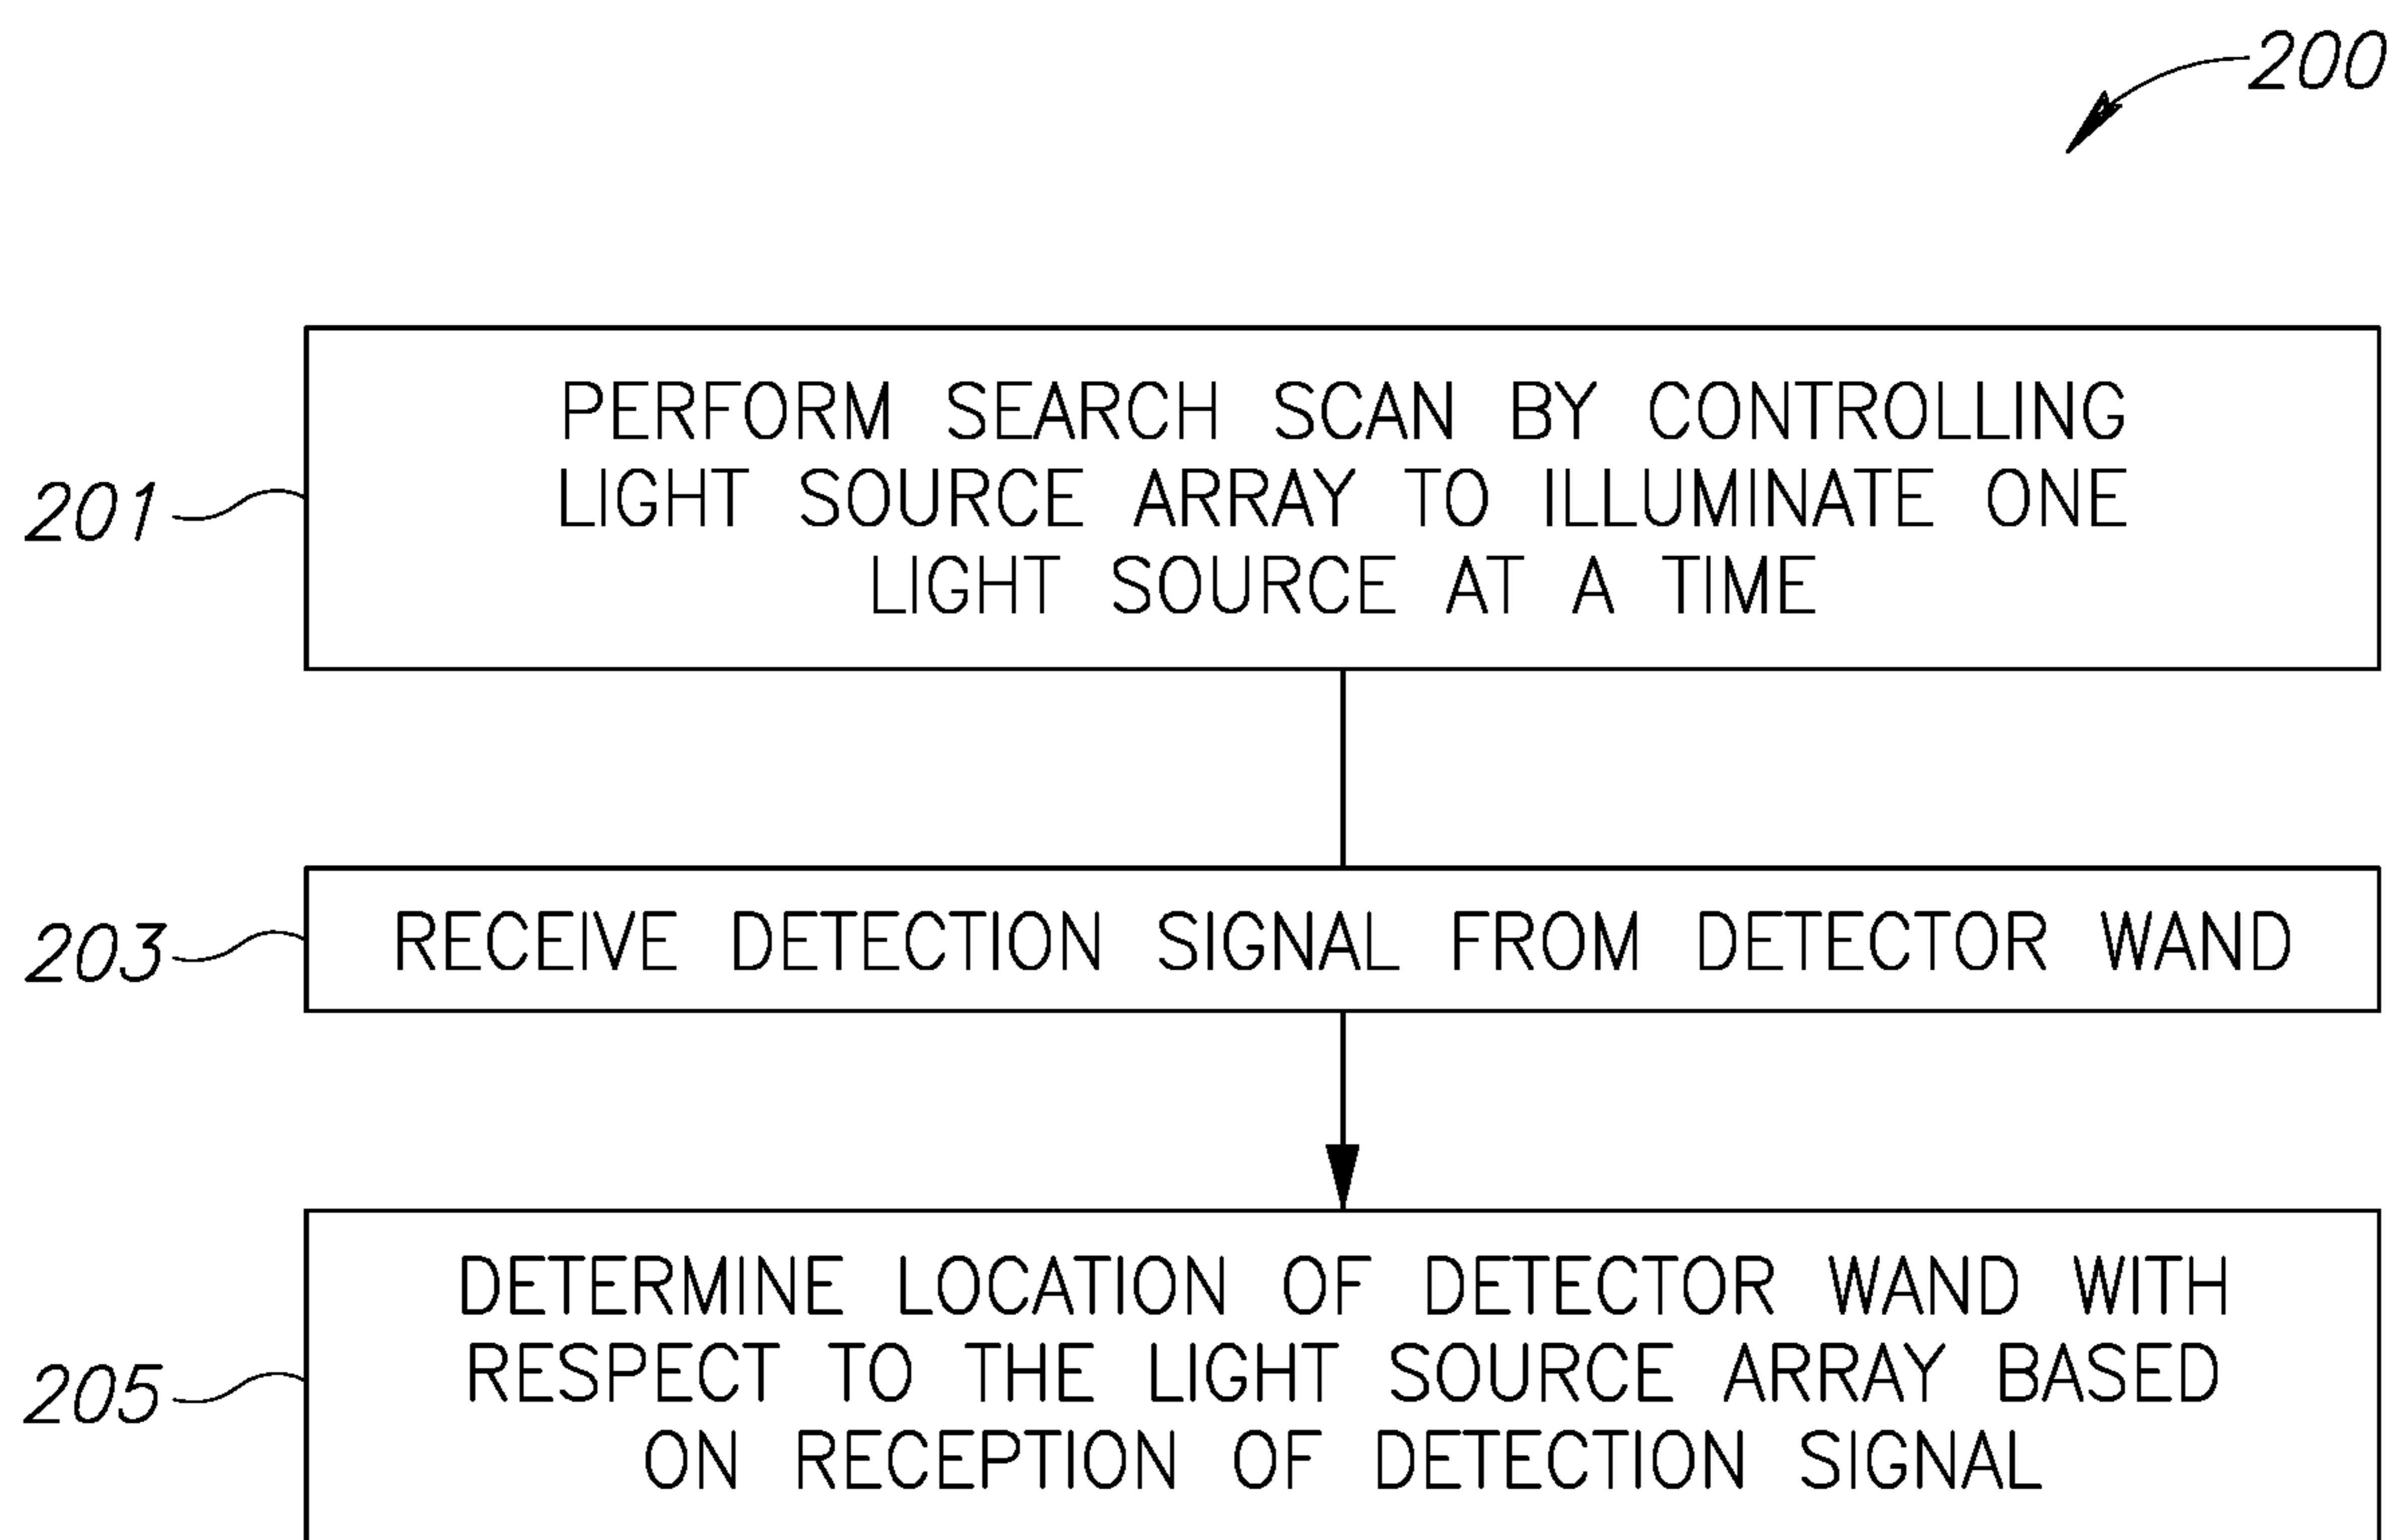 200
PERFORM SEARCH SCAN BY CONTROLLING
LIGHT SOURCE ARRAY TO ILLUMINATE ONE
LIGHT SOURCE AT A TIME
201
RECEIVE DETECTION SIGNAL FROM DETECTOR WAND
203
DETERMINE LOCATION OF DETECTOR WAND WITH
RESPECT TO THE LIGHT SOURCE ARRAY BASED
ON RECEPTION OF DETECTION SIGNAL
205